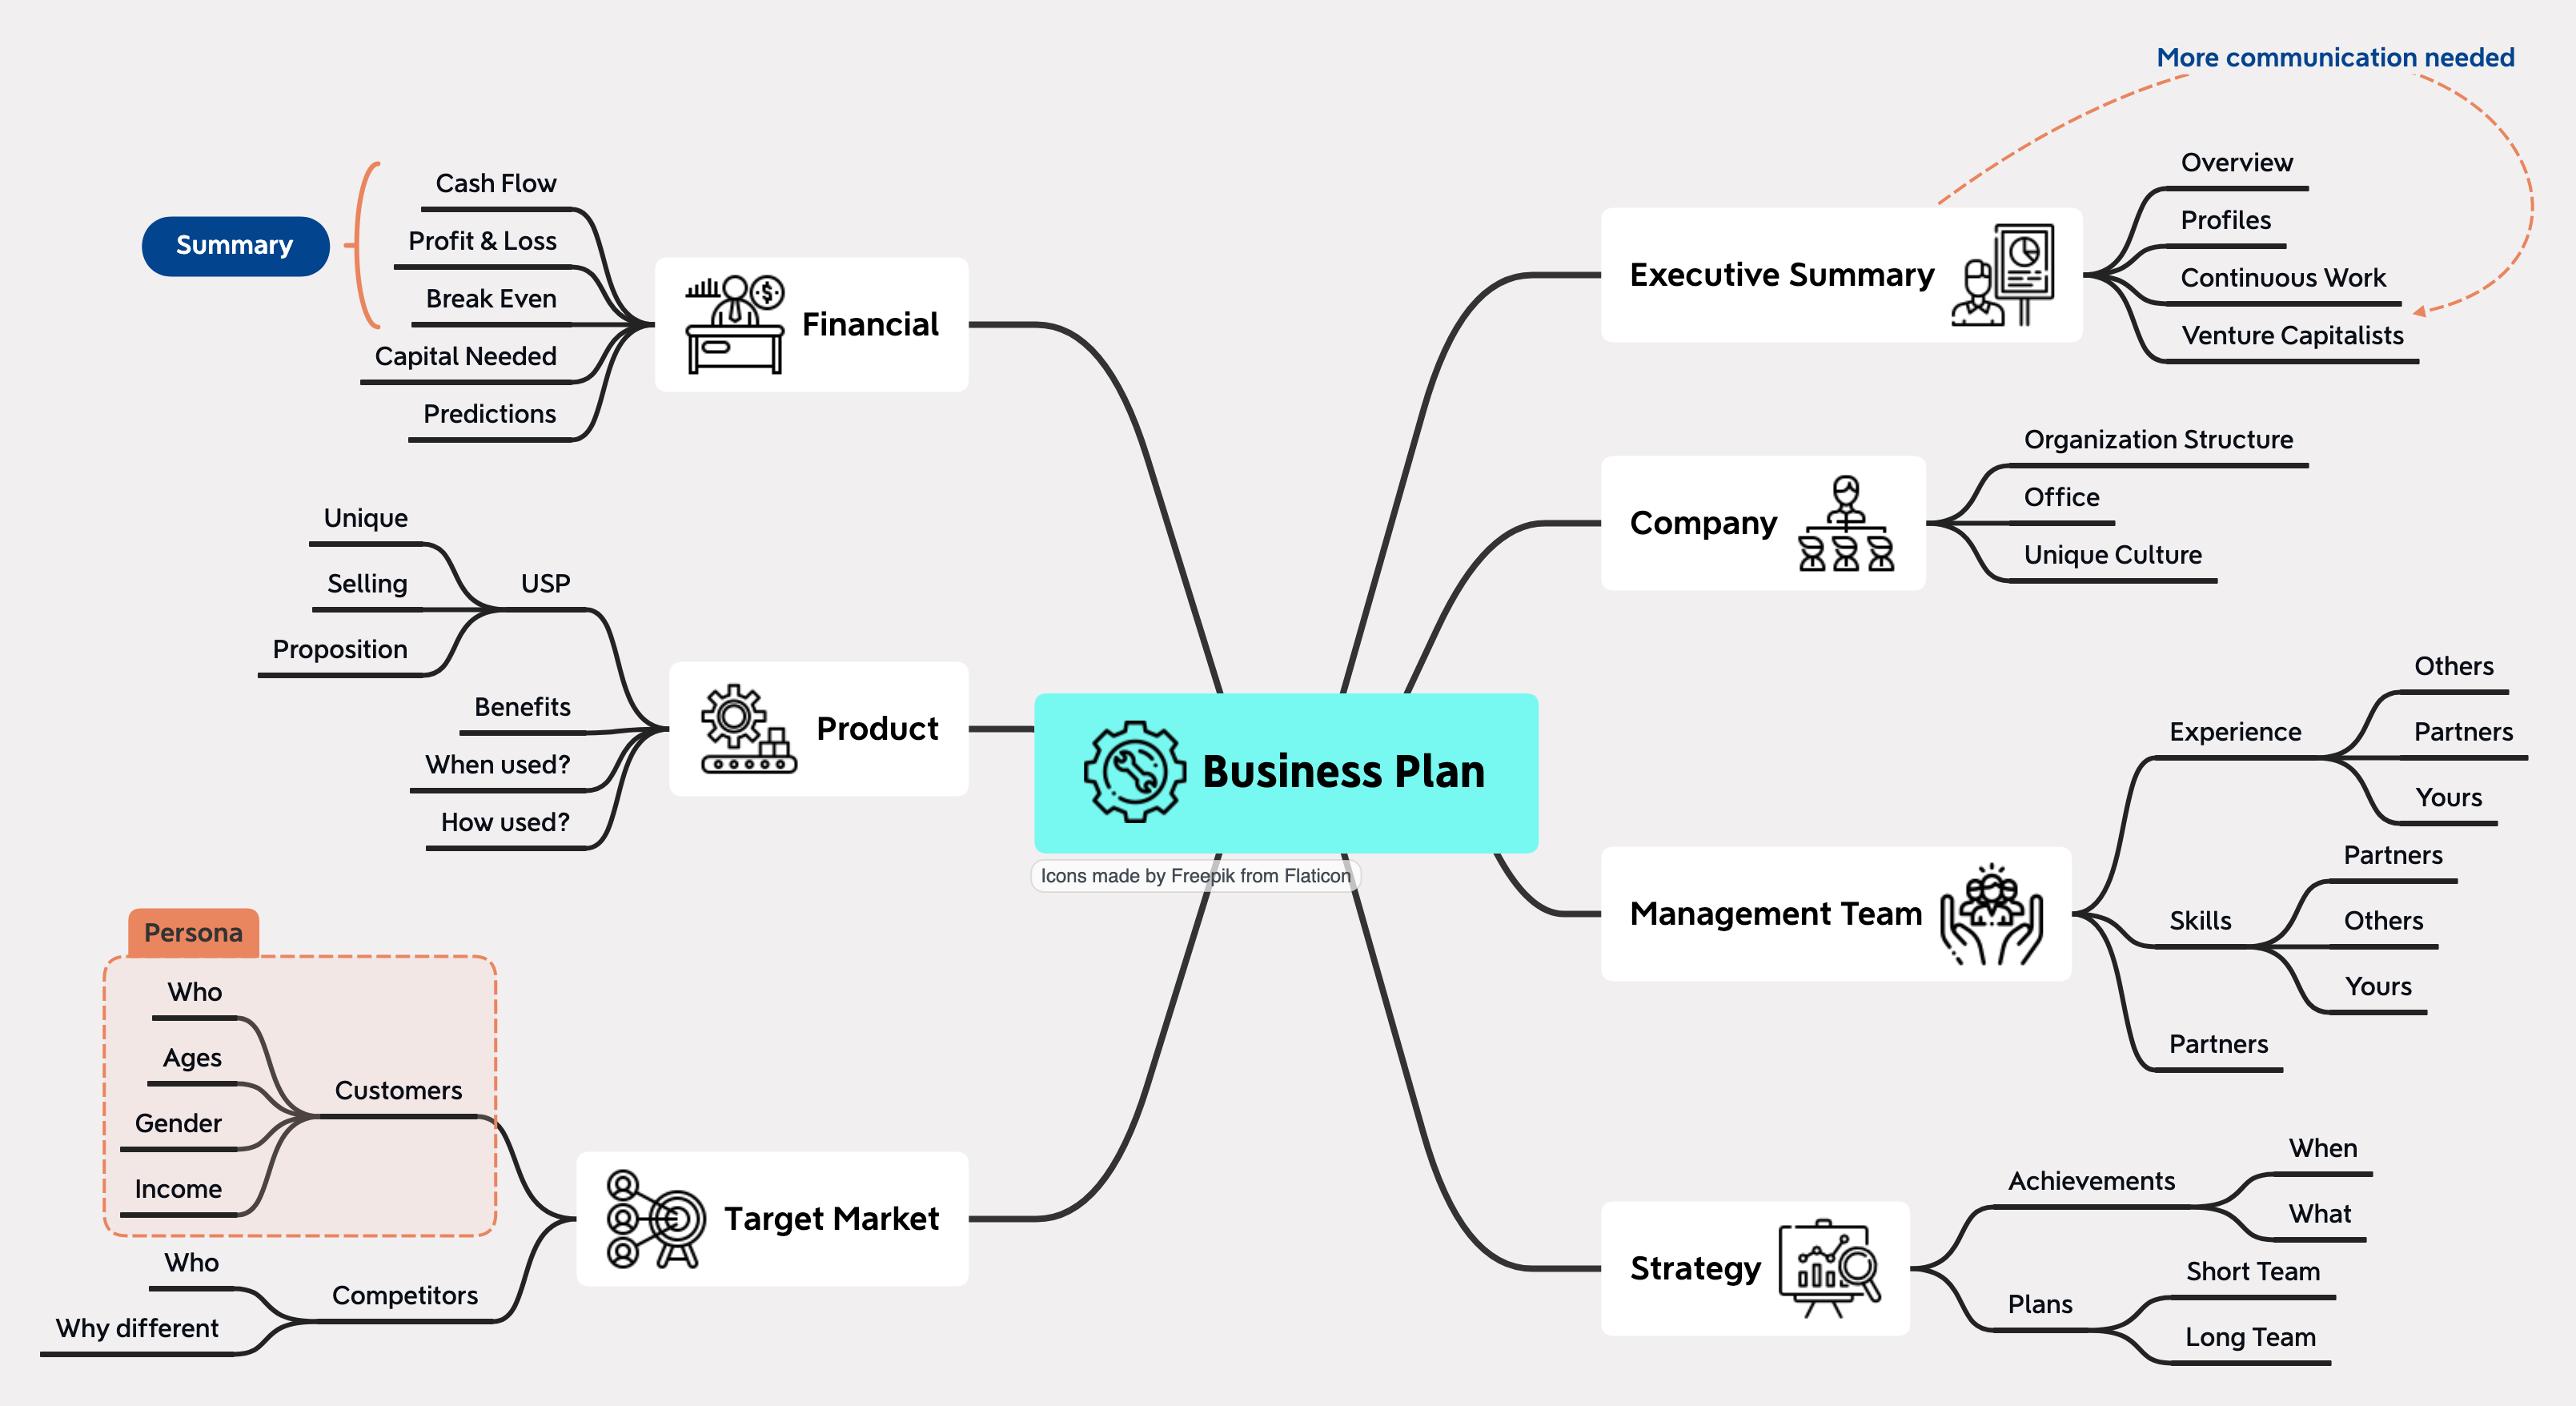 More communication needed
Executive Summary
Overview
Profiles
Continuous Work
Venture Capitalists
Company
Organization Structure
Office
Unique Culture
Management Team
Experience
Others
Partners
Yours
Skills
Partners
Others
Yours
Partners
Strategy
Achievements
When
What
Plans
Short Team
Long Team
Business Plan
Icons made by Freepik from Flaticon
Financial
Summary
Cash Flow
Profit & Loss
Break Even
Capital Needed
Predictions
Product
USP
Unique
Selling
Proposition
Benefits
When used?
How used?
Target Market
Persona
Customers
Who
Ages
Gender
Income
Competitors
Who
Why different